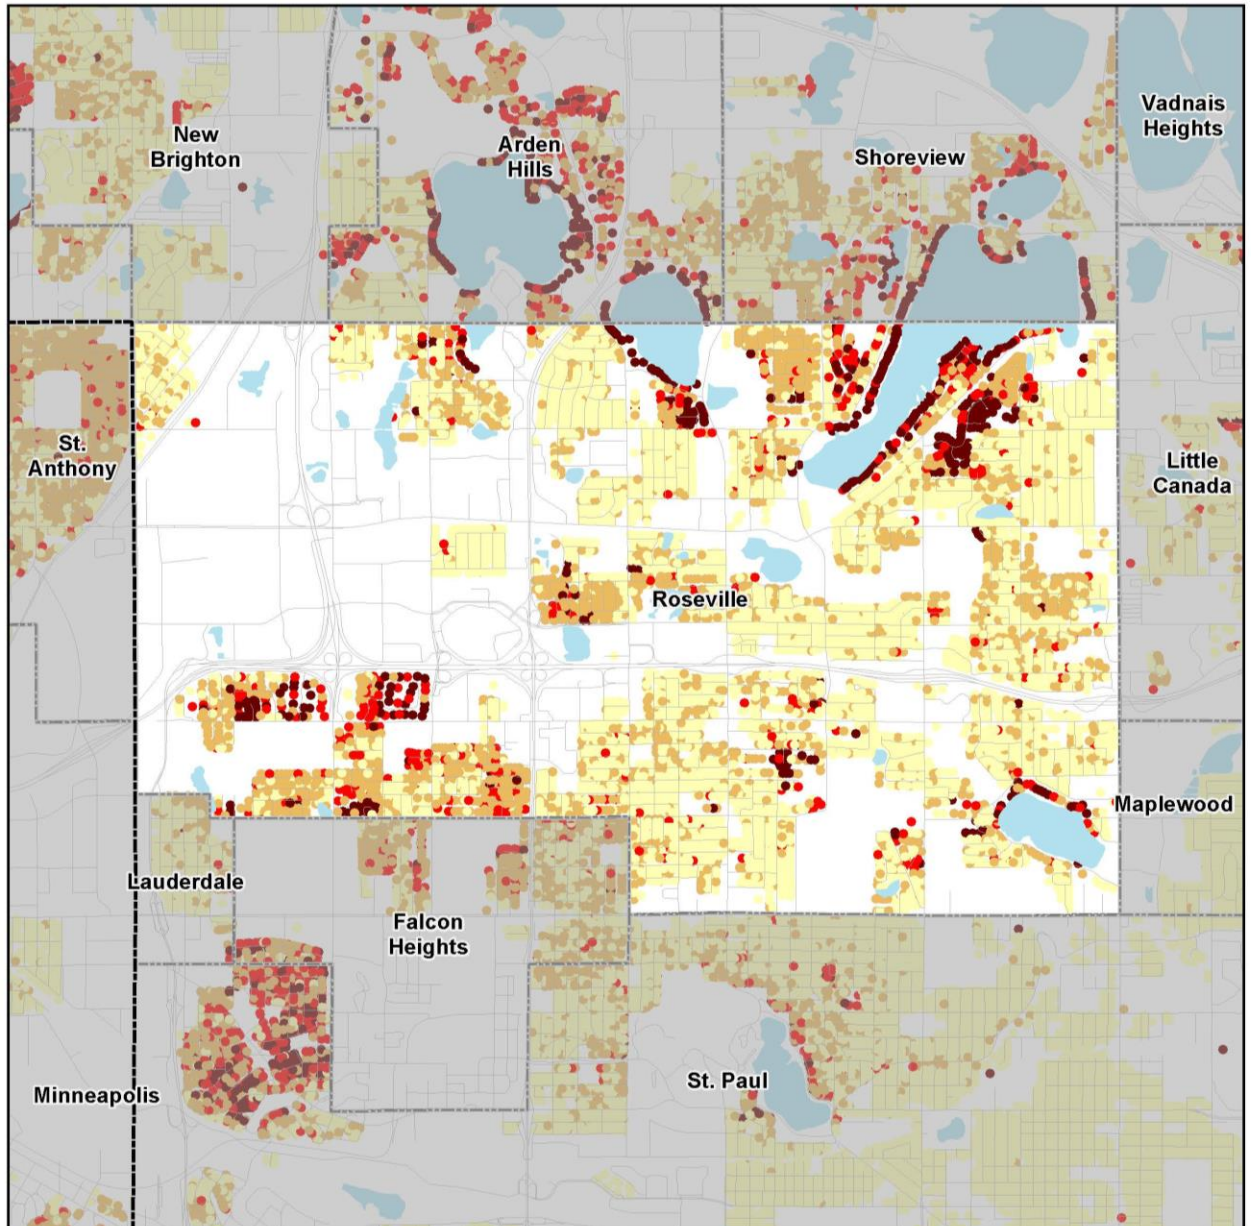 Vadnais
Heights
New
Brighton
Arden
Hills
Shoreview
St.
Anthony
Little
Canada
Roseville
Maplewood
Lauderdale
Falcon
Heights
Minneapolis
St. Paul